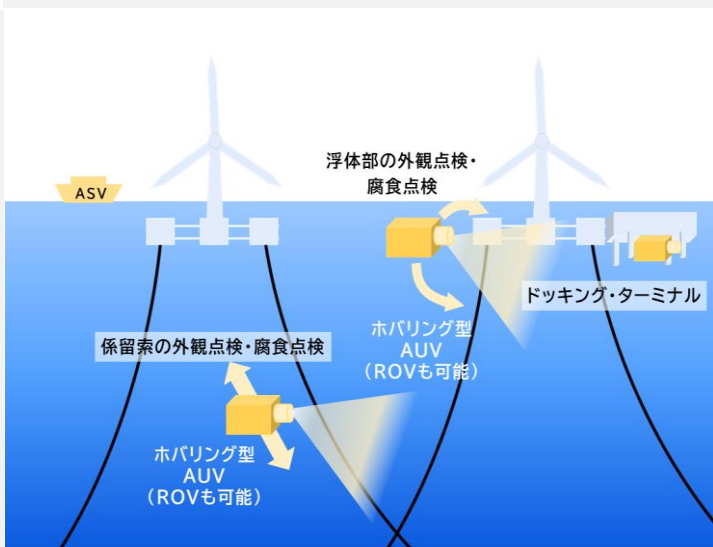 ASV
浮体部の外観点検・
腐食点検
ドッキング・ターミナル
ホバリング型
AUV
(ROVも可能)
係留索の外観点検・腐食点検
ホバリング型
AUV
(ROVも可能)